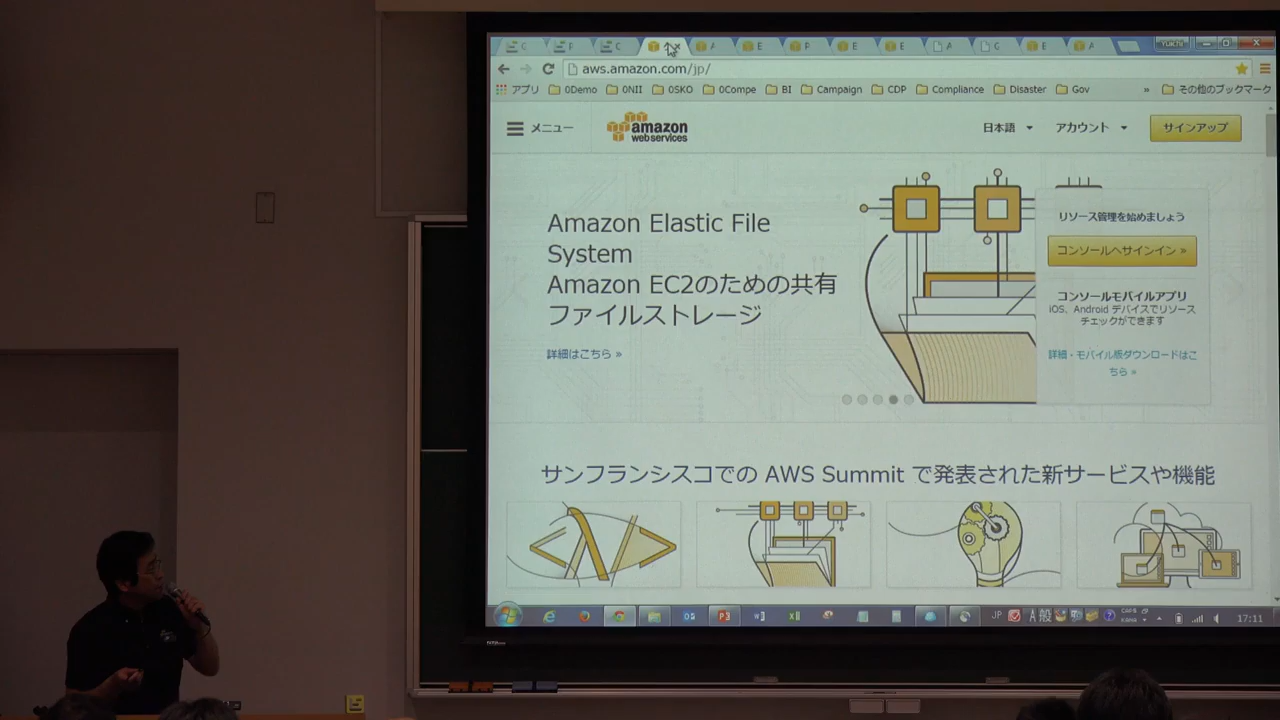 C
F
C
A
E
P
E
E
A
G
E
A
Yuichi
aws.amazon.com/jp/
アプリ
0Demo
0NII
0SKO
0Compe
BI
Campaign
CDP
Compliance
Disaster
Gov
»
その他のブックマーク
メニュー
amazon
webservices
日本語
アカウント
サインアップ
Amazon Elastic File
System
Amazon EC2のための共有
ファイルストレージ
詳細はこちら »
リソース管理を始めましょう
コンソールへサインイン »
コンソールモバイルアプリ
iOS、Android デバイスでリソース
チェックができます
詳細・モバイル版ダウンロードはこ
ちら »
サンフランシスコでの AWS Summit で発表された新サービスや機能
JP
A 般
CAPS
KANA
17:11